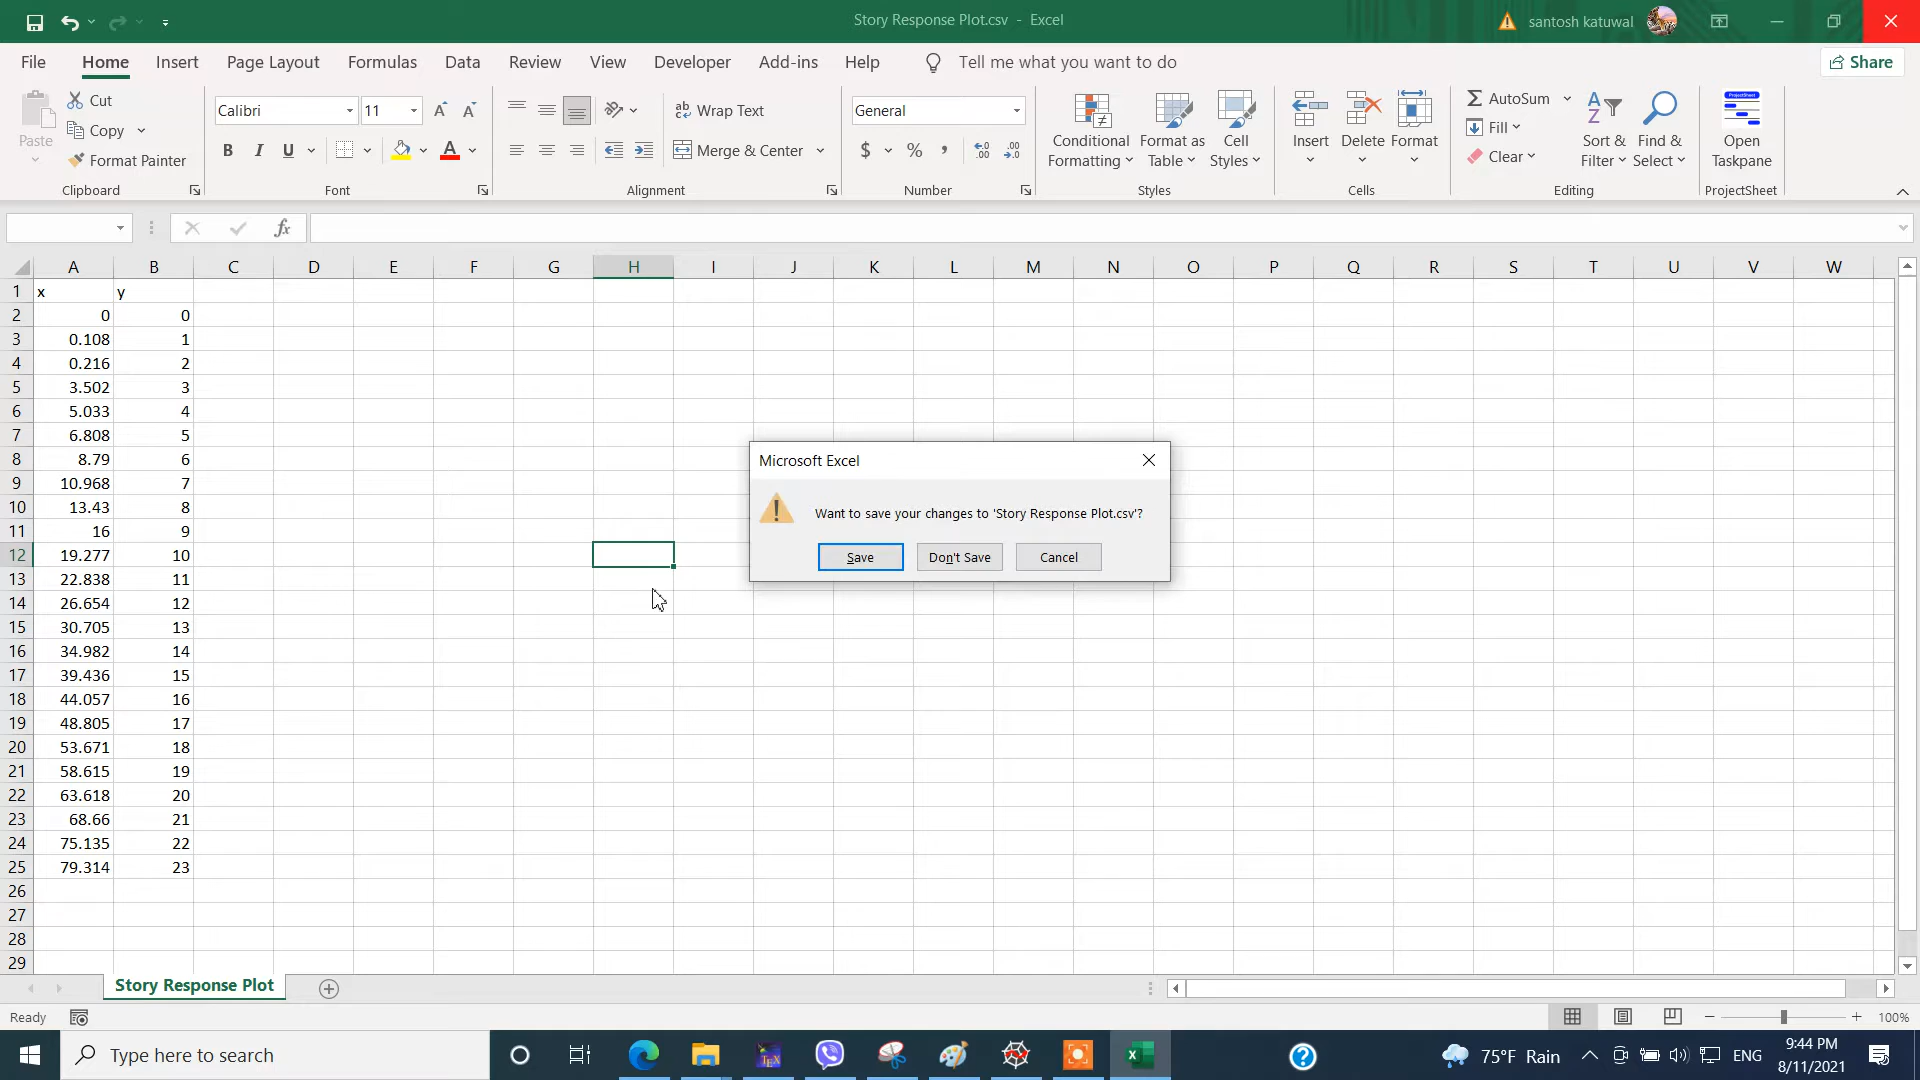 Story Response Plot.csv - Excel
santosh katuwal
File Home Insert Page Layout Formulas Data Review View Developer Add-ins Help Tell me what you want to do Share
Paste
Cut
Copy
Format Painter
Clipboard
Calibri 11
B I U A
Font
Wrap Text
Merge & Center
Alignment
General
$ % ,
Number
Conditional Formatting
Format as Table
Cell Styles
Styles
Insert Delete Format
Cells
AutoSum
Fill
Clear
Sort & Filter
Find & Select
Editing
Open Taskpane
ProjectSheet
fx
A B C D E F G H I J K L M N O P Q R S T U V W
1 x y
2 0 0
3 0.108 1
4 0.216 2
5 3.502 3
6 5.033 4
7 6.808 5
8 8.79 6
9 10.968 7
10 13.43 8
11 16 9
12 19.277 10
13 22.838 11
14 26.654 12
15 30.705 13
16 34.982 14
17 39.436 15
18 44.057 16
19 48.805 17
20 53.671 18
21 58.615 19
22 63.618 20
23 68.66 21
24 75.135 22
25 79.314 23
26
27
28
29
Microsoft Excel
Want to save your changes to 'Story Response Plot.csv'?
Save Don't Save Cancel
Story Response Plot
Ready
100%
Type here to search
75°F Rain
ENG
9:44 PM
8/11/2021